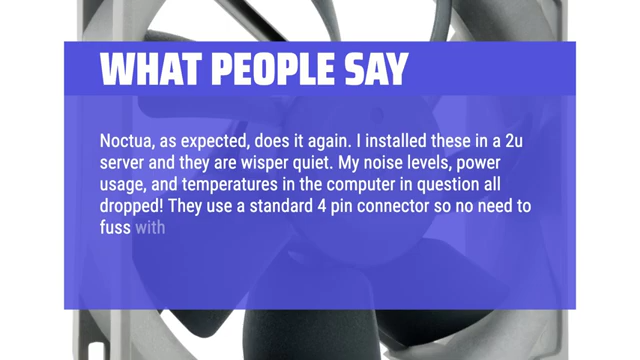 WHAT PEOPLE SAY
Noctua, as expected, does it again. I installed these in a 2u
server and they are wisper quiet. My noise levels, power
usage, and temperatures in the computer in question all
dropped! They use a standard 4 pin connector so no need to
fuss with